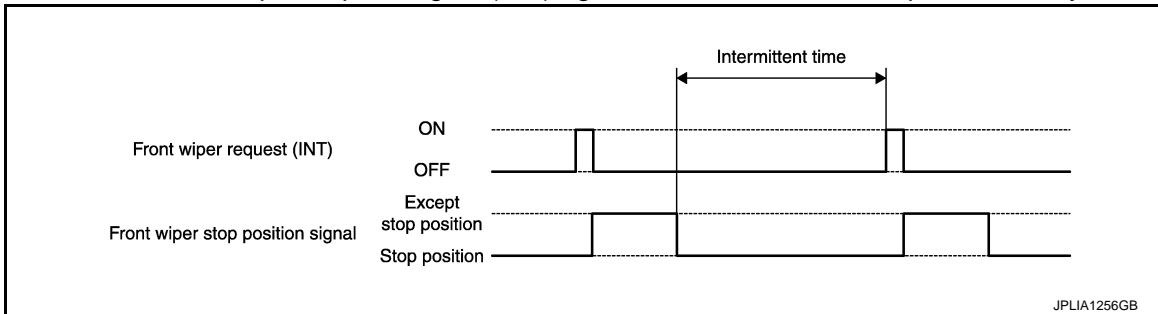 Intermittent time
ON
Front wiper request (INT)
OFF
Except
stop position
Front wiper stop position signal
Stop position
JPLIA1256GB